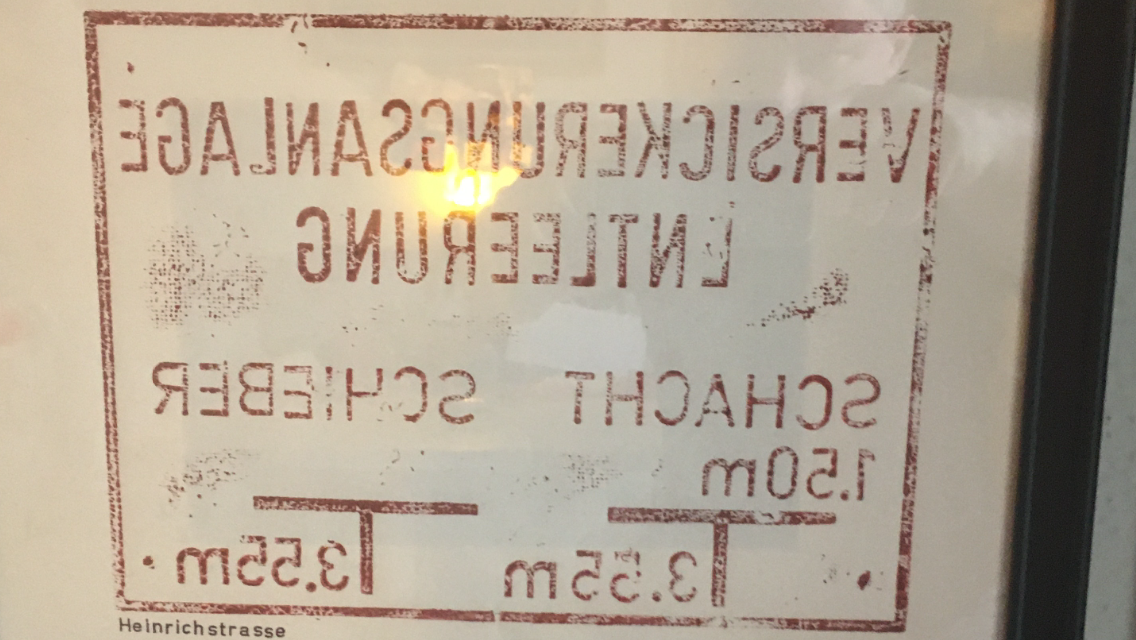 VERSICKERUNGSANLAGE
ENTLEERUNG
SCHACHT SCHIEBER
1.50m
3.55m 3.55m
Heinrichstrasse